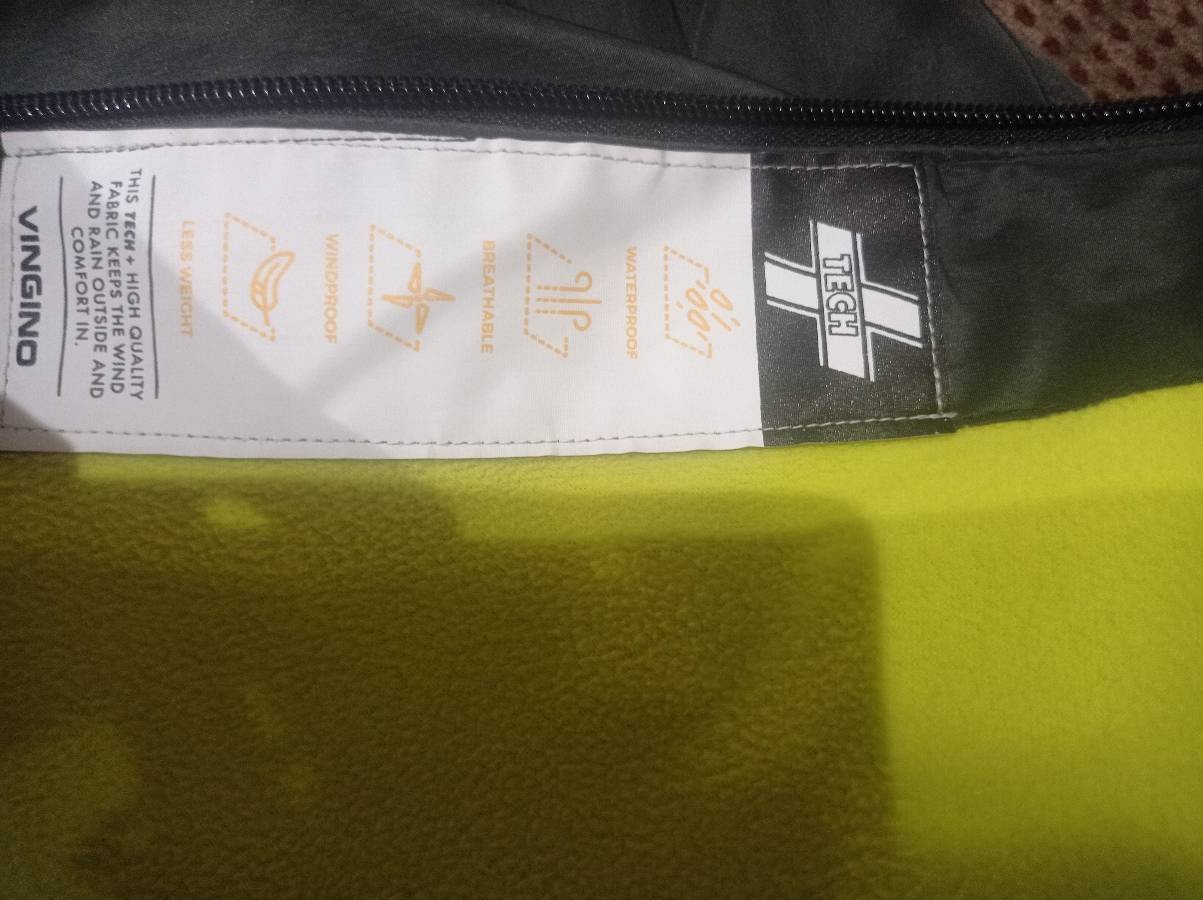 TECH
WATERPROOF
BREATHABLE
WINDPROOF
LESS WEIGHT
THIS TECH + HIGH QUALITY
FABRIC KEEPS THE WIND
AND RAIN OUTSIDE AND
COMFORT IN.
VINGINO